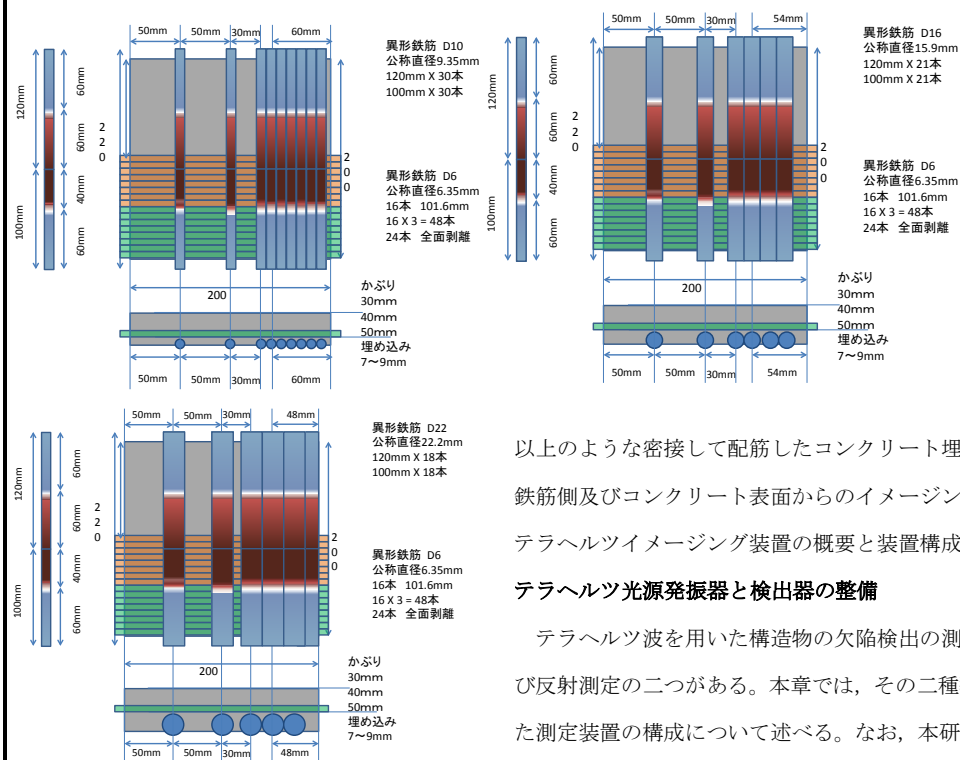 50mm
50mm
30mm
60mm
120mm
60mm
60mm
220
40mm
100mm
60mm
200
200
異形鉄筋 D10
公称直径9.35mm
120mm X 30本
100mm X 30本
異形鉄筋 D6
公称直径6.35mm
16本 101.6mm
16 X 3 = 48本
24本 全面剥離
かぶり
30mm
40mm
50mm
埋め込み
7～9mm
50mm
50mm
30mm
60mm
50mm
50mm
30mm
54mm
120mm
60mm
60mm
220
40mm
100mm
60mm
200
200
異形鉄筋 D16
公称直径15.9mm
120mm X 21本
100mm X 21本
異形鉄筋 D6
公称直径6.35mm
16本 101.6mm
16 X 3 = 48本
24本 全面剥離
かぶり
30mm
40mm
50mm
埋め込み
7～9mm
50mm
50mm
30mm
54mm
50mm
50mm
30mm
48mm
120mm
60mm
60mm
220
40mm
100mm
60mm
200
200
異形鉄筋 D22
公称直径22.2mm
120mm X 18本
100mm X 18本
異形鉄筋 D6
公称直径6.35mm
16本 101.6mm
16 X 3 = 48本
24本 全面剥離
かぶり
30mm
40mm
50mm
埋め込み
7～9mm
50mm
50mm
30mm
48mm
以上のような密接して配筋したコンクリート埋
鉄筋側及びコンクリート表面からのイメージン
テラヘルツイメージング装置の概要と装置構成
テラヘルツ光源発振器と検出器の整備
テラヘルツ波を用いた構造物の欠陥検出の測
び反射測定の二つがある。本章では，その二種
た測定装置の構成について述べる。なお，本研